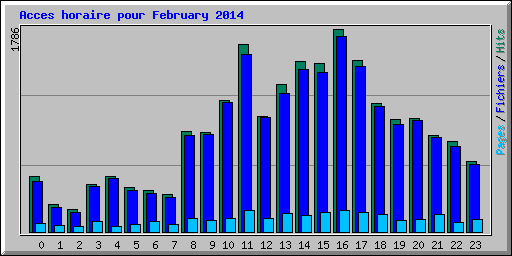 Acces horaire pour February 2014
1786
Pages / Fichiers / Hits
0 1 2 3 4 5 6 7 8 9 10 11 12 13 14 15 16 17 18 19 20 21 22 23